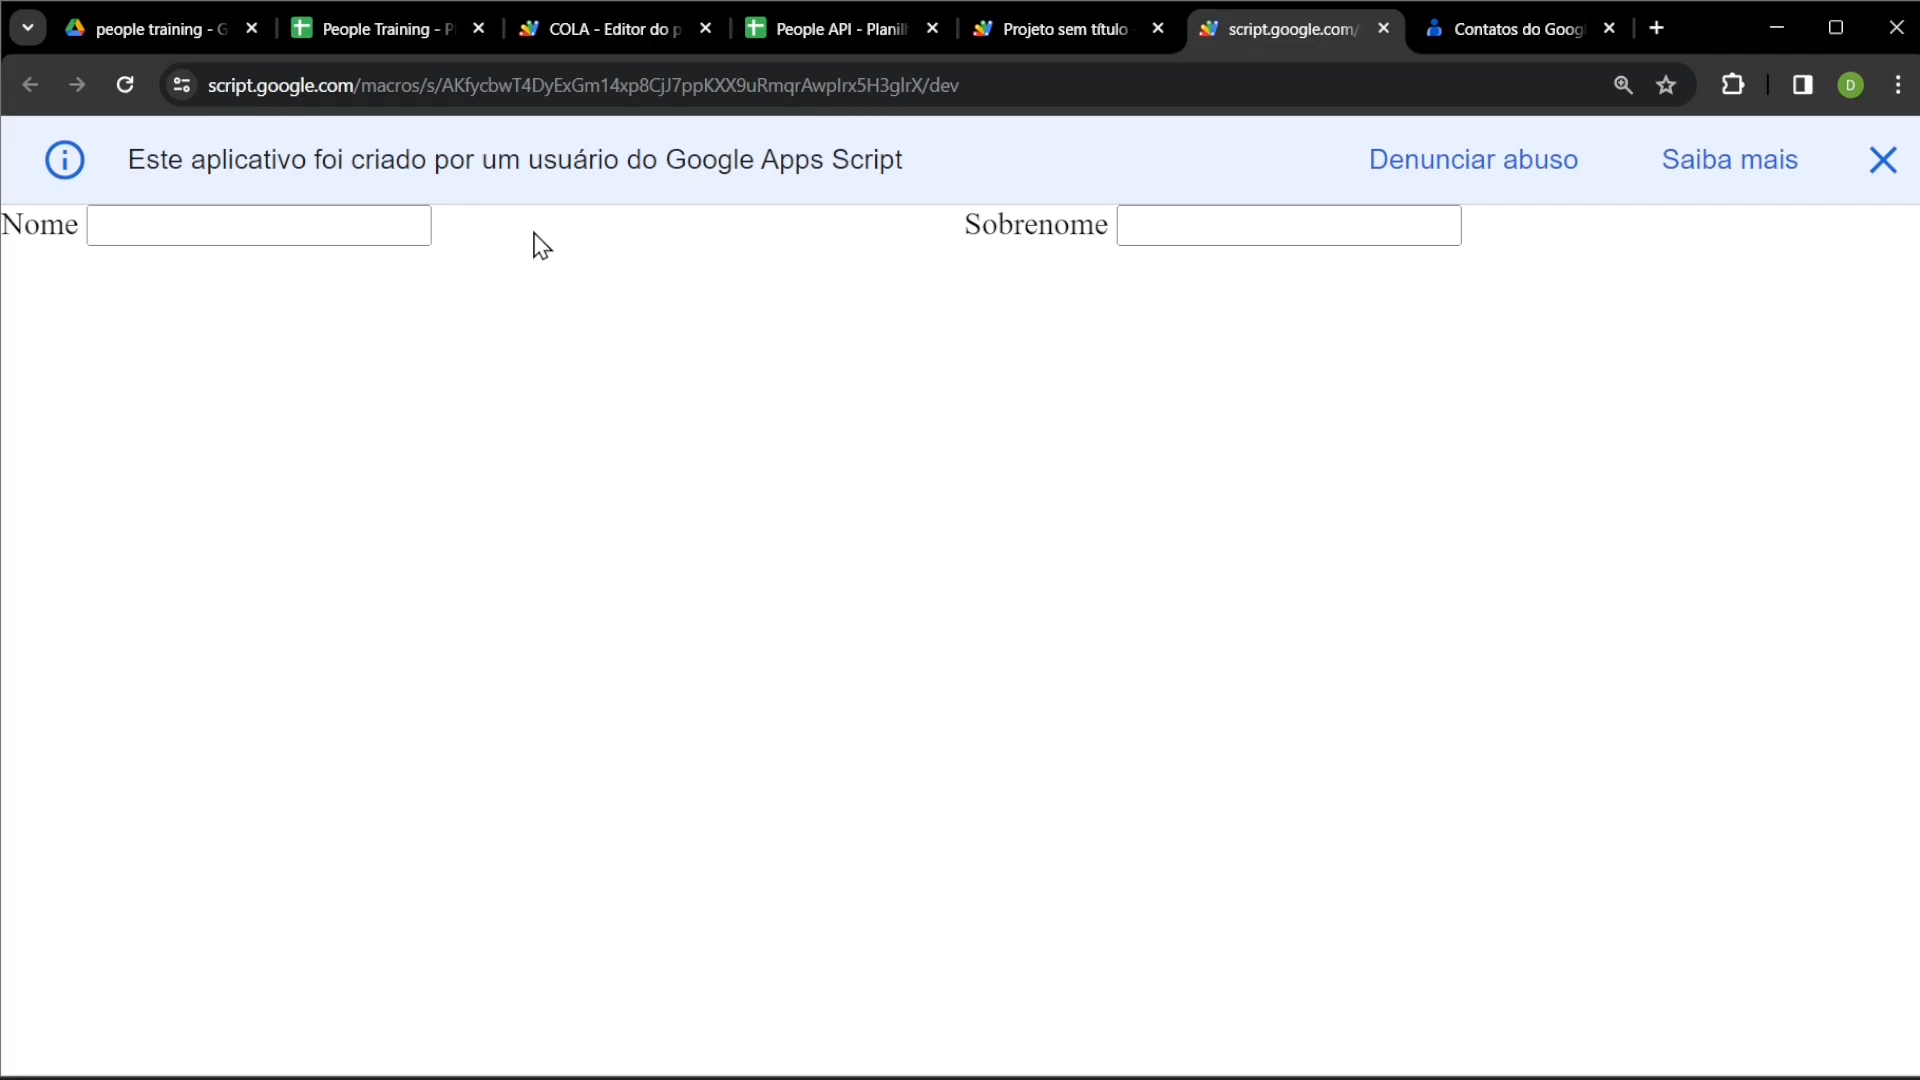 people training - G
People Training - P
COLA - Editor do p
People API - Planil
Projeto sem título
script.google.com/
Contatos do Goog
script.google.com/macros/s/AKfycbwT4DyExGm14xp8CjJ7ppKXX9uRmqrAwpIrx5H3glrX/dev
D
Este aplicativo foi criado por um usuário do Google Apps Script
Denunciar abuso
Saiba mais
Nome
Sobrenome